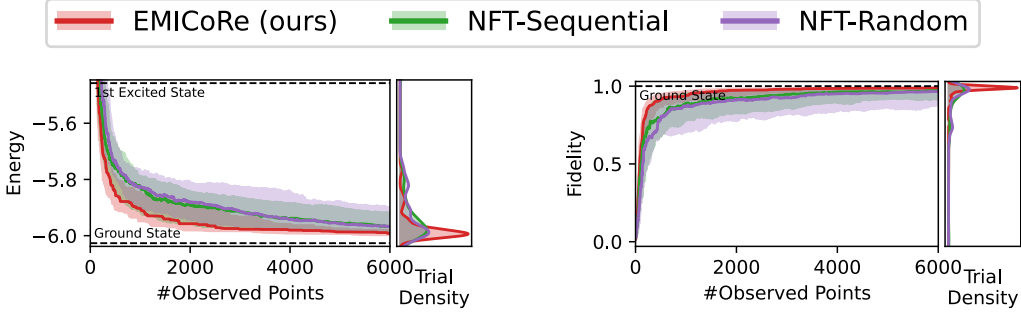 EMICoRe (ours) NFT-Sequential NFT-Random
1st Excited State
−5.6
−5.8
−6.0
Energy
Ground State
0 2000 4000 6000
#Observed Points
Trial
Density
1.0
0.5
0.0
Fidelity
Ground State
0 2000 4000 6000
#Observed Points
Trial
Density